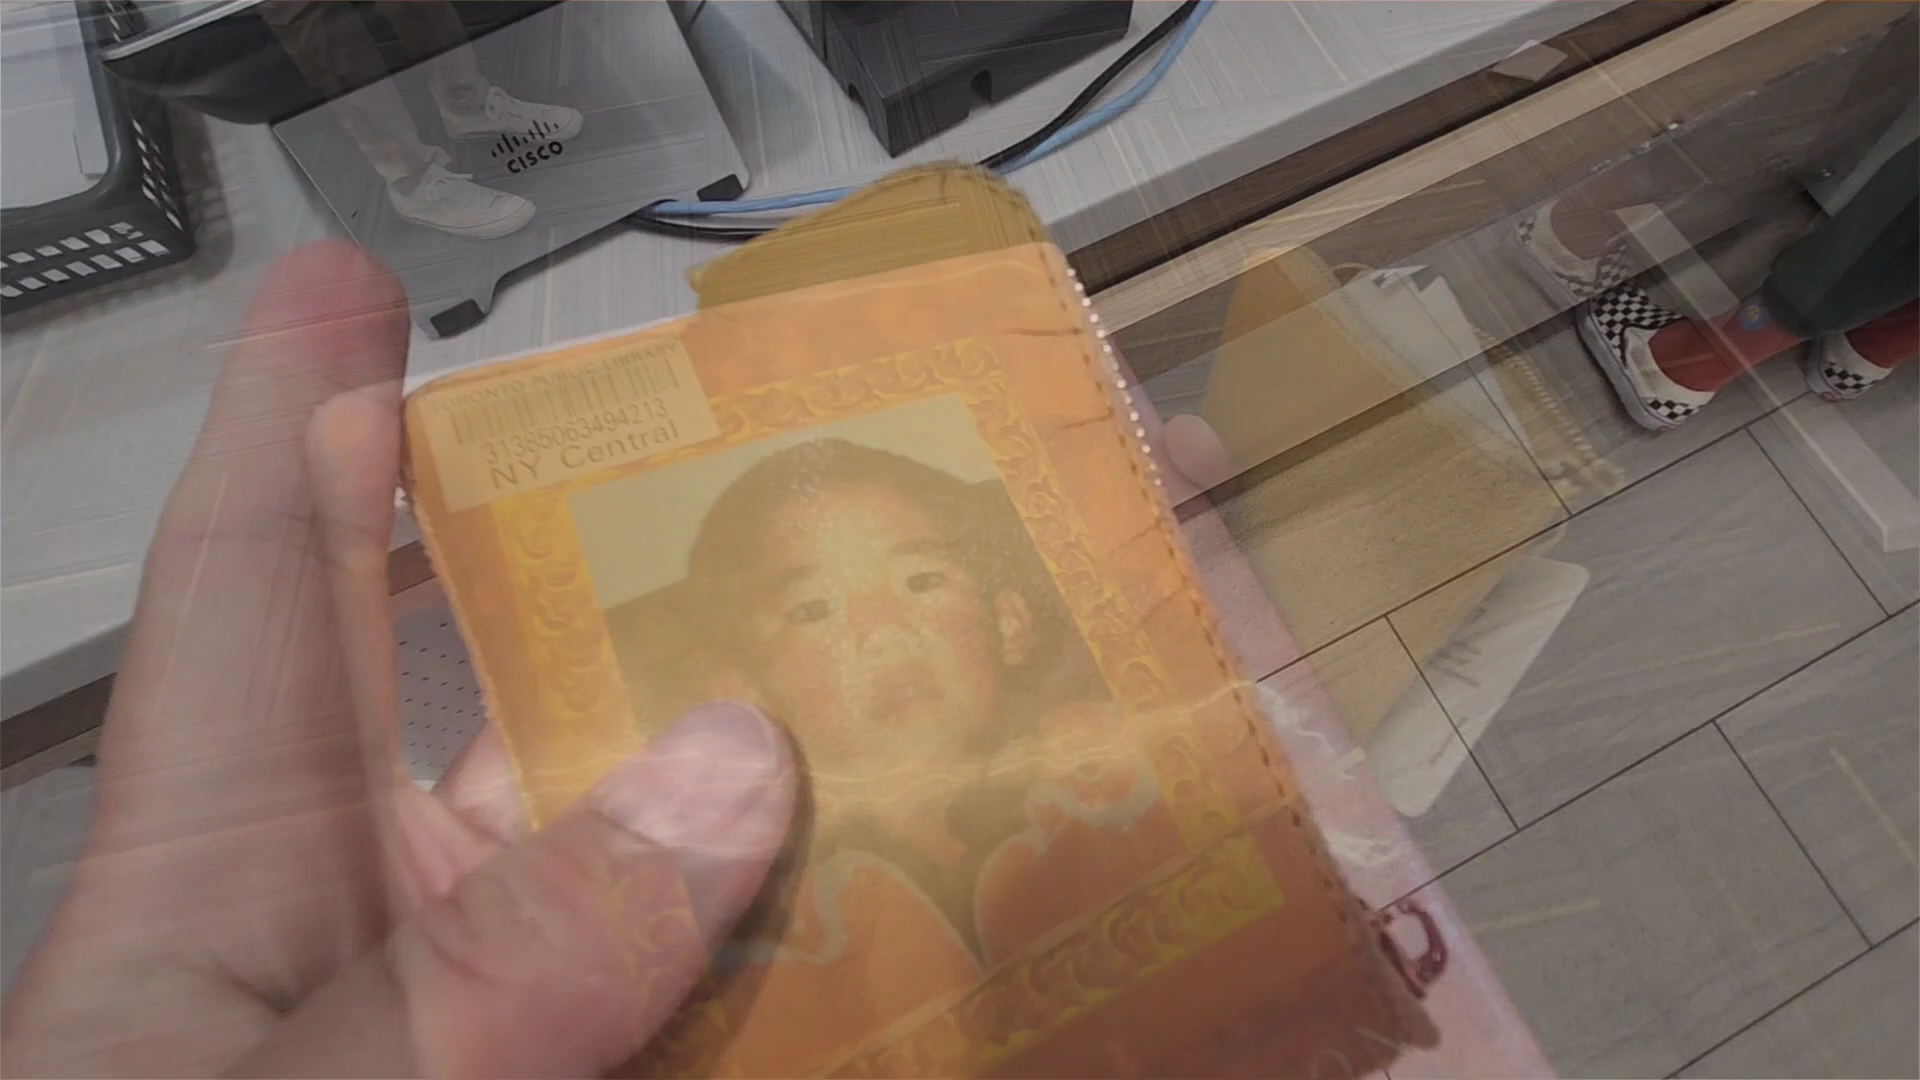 CISCO
TORONTO PUBLIC LIBRARY
31385063494213
NY Central